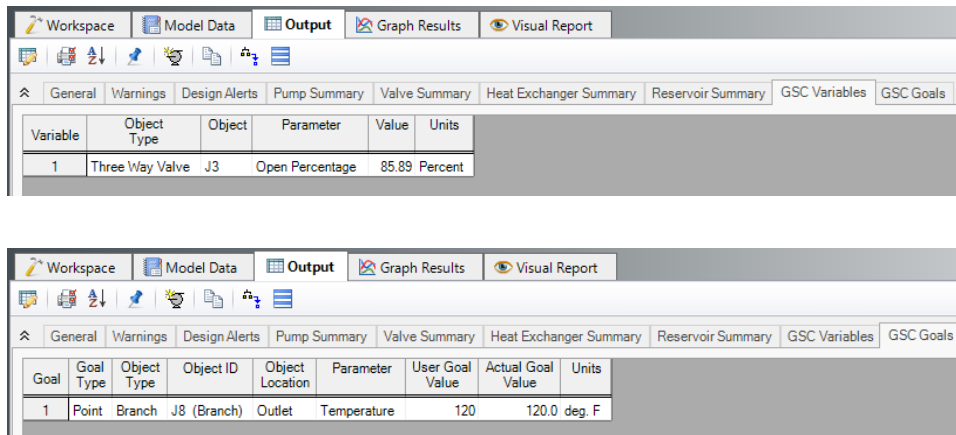 Workspace Model Data Output Graph Results Visual Report
General Warnings Design Alerts Pump Summary Valve Summary Heat Exchanger Summary Reservoir Summary GSC Variables GSC Goals
Variable Object Type Object Parameter Value Units
1 Three Way Valve J3 Open Percentage 85.89 Percent
Workspace Model Data Output Graph Results Visual Report
General Warnings Design Alerts Pump Summary Valve Summary Heat Exchanger Summary Reservoir Summary GSC Variables GSC Goals
Goal Goal Type Object Type Object ID Object Location Parameter User Goal Value Actual Goal Value Units
1 Point Branch J8 (Branch) Outlet Temperature 120 120.0 deg. F